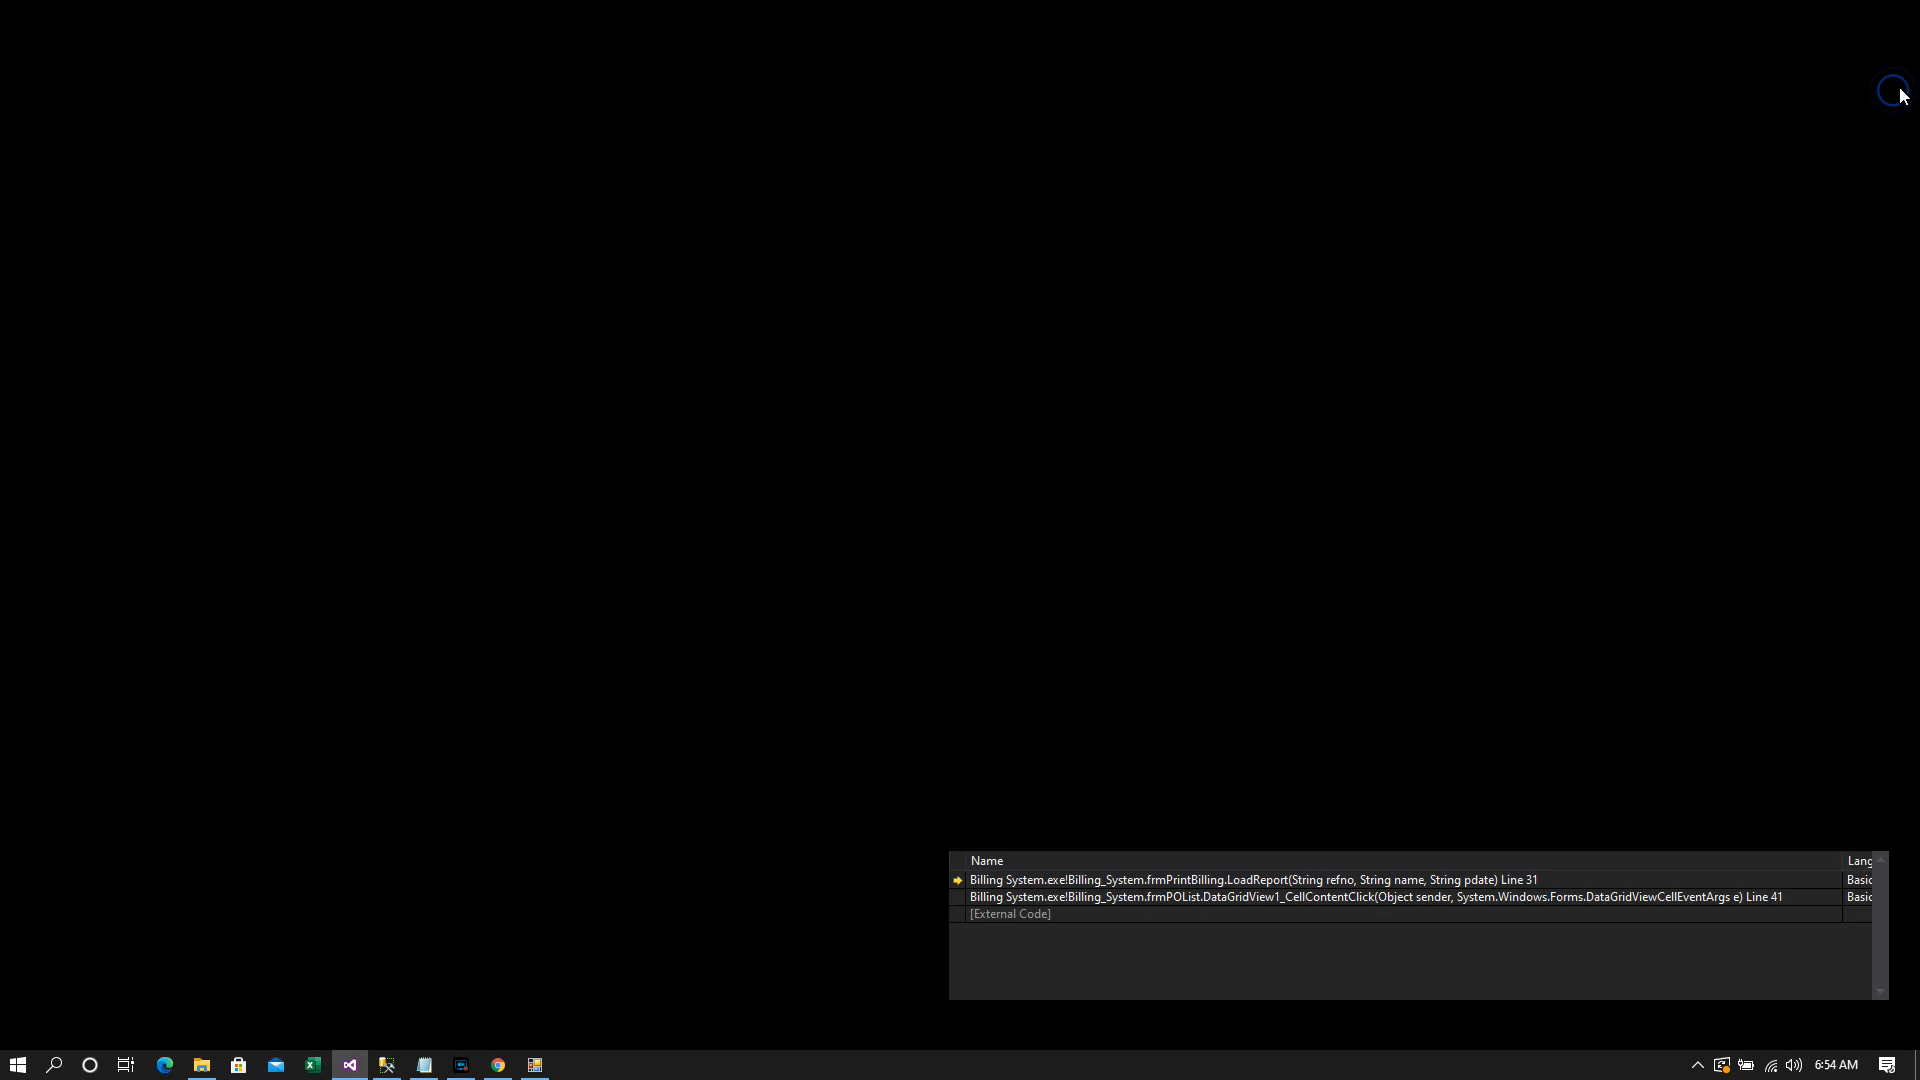 Name Lang
Billing System.exe!Billing_System.frmPrintBilling.LoadReport(String refno, String name, String pdate) Line 31 Basic
Billing System.exe!Billing_System.frmPOList.DataGridView1_CellContentClick(Object sender, System.Windows.Forms.DataGridViewCellEventArgs e) Line 41 Basic
[External Code]
6:54 AM